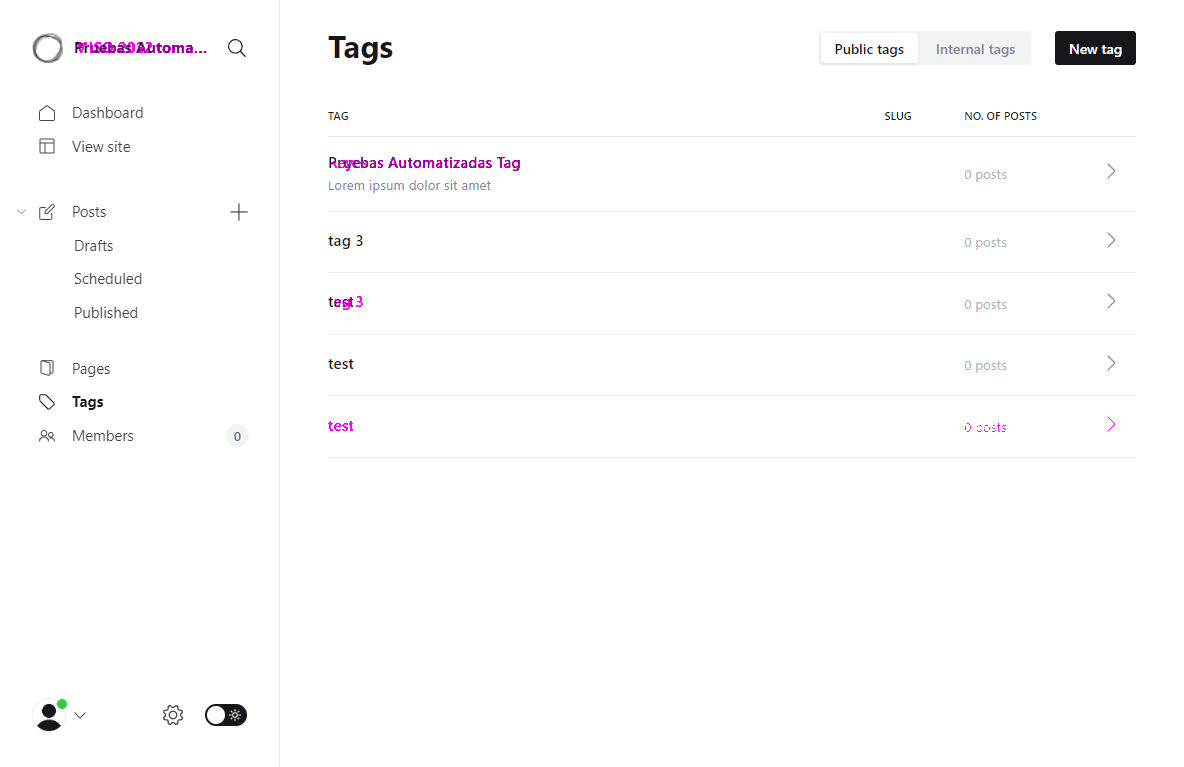 Pruebas Automa...
Tags
Public tags
Internal tags
New tag
Dashboard
View site
Posts
Drafts
Scheduled
Published
Pages
Tags
Members
0
TAG
SLUG
NO. OF POSTS
Pruebas Automatizadas Tag
Lorem ipsum dolor sit amet
0 posts
tag 3
0 posts
test
0 posts
test
0 posts
test
0 posts